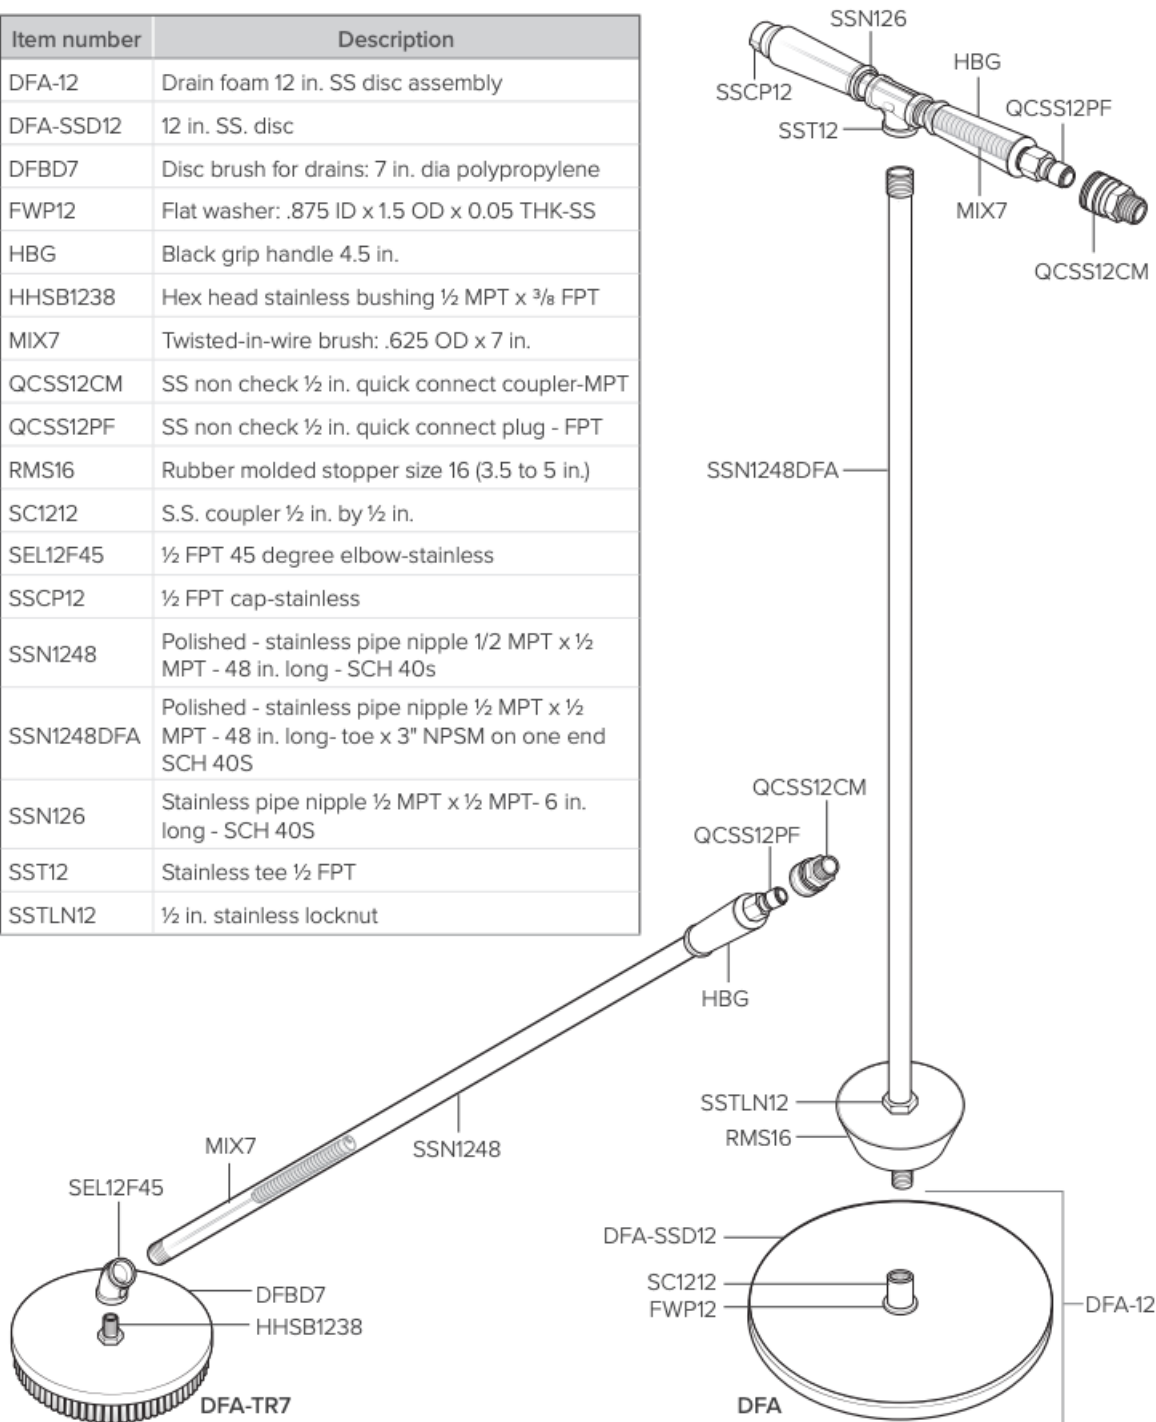 Item number Description
DFA-12 Drain foam 12 in. SS disc assembly
DFA-SSD12 12 in. SS. disc
DFBD7 Disc brush for drains: 7 in. dia polypropylene
FWP12 Flat washer: .875 ID x 1.5 OD x 0.05 THK-SS
HBG Black grip handle 4.5 in.
HHSB1238 Hex head stainless bushing ½ MPT x ³/₈ FPT
MIX7 Twisted-in-wire brush: .625 OD x 7 in.
QCSS12CM SS non check ½ in. quick connect coupler-MPT
QCSS12PF SS non check ½ in. quick connect plug - FPT
RMS16 Rubber molded stopper size 16 (3.5 to 5 in.)
SC1212 S.S. coupler ½ in. by ½ in.
SEL12F45 ½ FPT 45 degree elbow-stainless
SSCP12 ½ FPT cap-stainless
SSN1248 Polished - stainless pipe nipple 1/2 MPT x ½
MPT - 48 in. long - SCH 40s
SSN1248DFA Polished - stainless pipe nipple ½ MPT x ½
MPT - 48 in. long- toe x 3" NPSM on one end
SCH 40S
SSN126 Stainless pipe nipple ½ MPT x ½ MPT- 6 in.
long - SCH 40S
SST12 Stainless tee ½ FPT
SSTLN12 ½ in. stainless locknut
SSN126
HBG
SSCP12
QCSS12PF
SST12
MIX7
QCSS12CM
SSN1248DFA
QCSS12CM
QCSS12PF
HBG
SSTLN12
RMS16
MIX7
SSN1248
SEL12F45
DFA-SSD12
SC1212
FWP12
DFA-12
DFBD7
HHSB1238
DFA-TR7
DFA